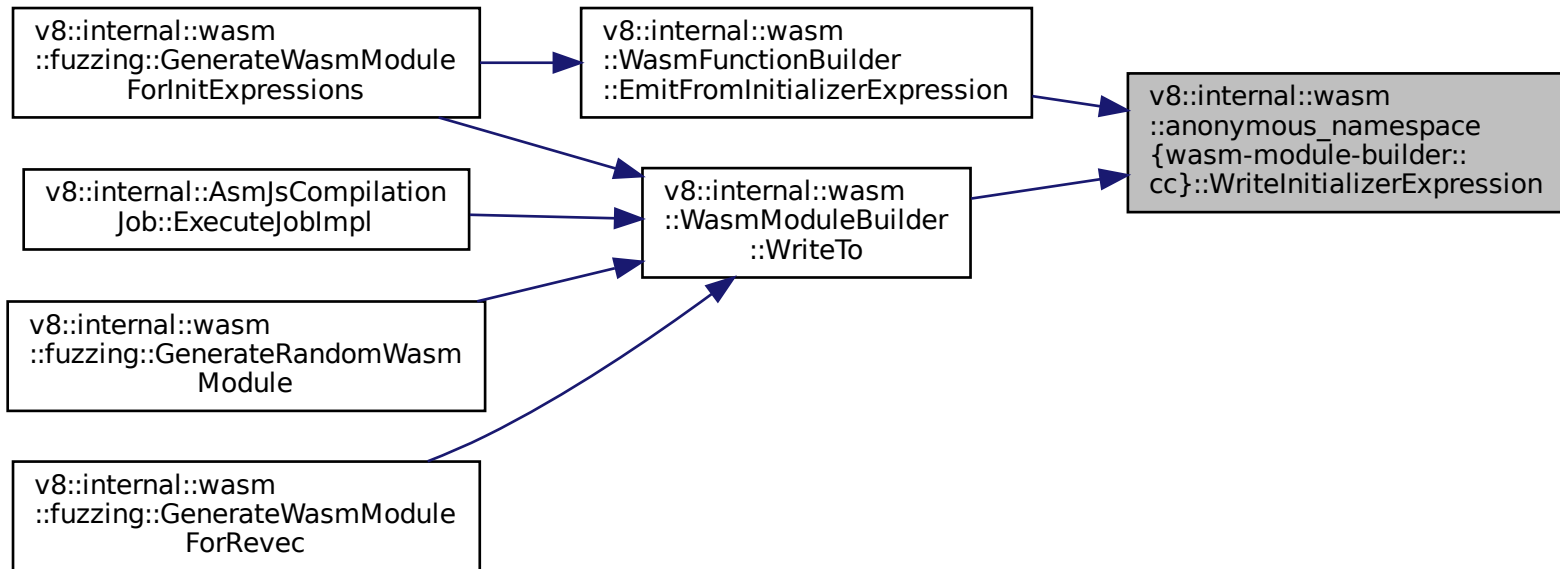 v8::internal::wasm
::fuzzing::GenerateWasmModule
ForInitExpressions
v8::internal::wasm
::WasmFunctionBuilder
::EmitFromInitializerExpression
v8::internal::wasm
::anonymous_namespace
{wasm-module-builder::
cc}::WriteInitializerExpression
v8::internal::AsmJsCompilation
Job::ExecuteJobImpl
v8::internal::wasm
::WasmModuleBuilder
::WriteTo
v8::internal::wasm
::fuzzing::GenerateRandomWasm
Module
v8::internal::wasm
::fuzzing::GenerateWasmModule
ForRevec